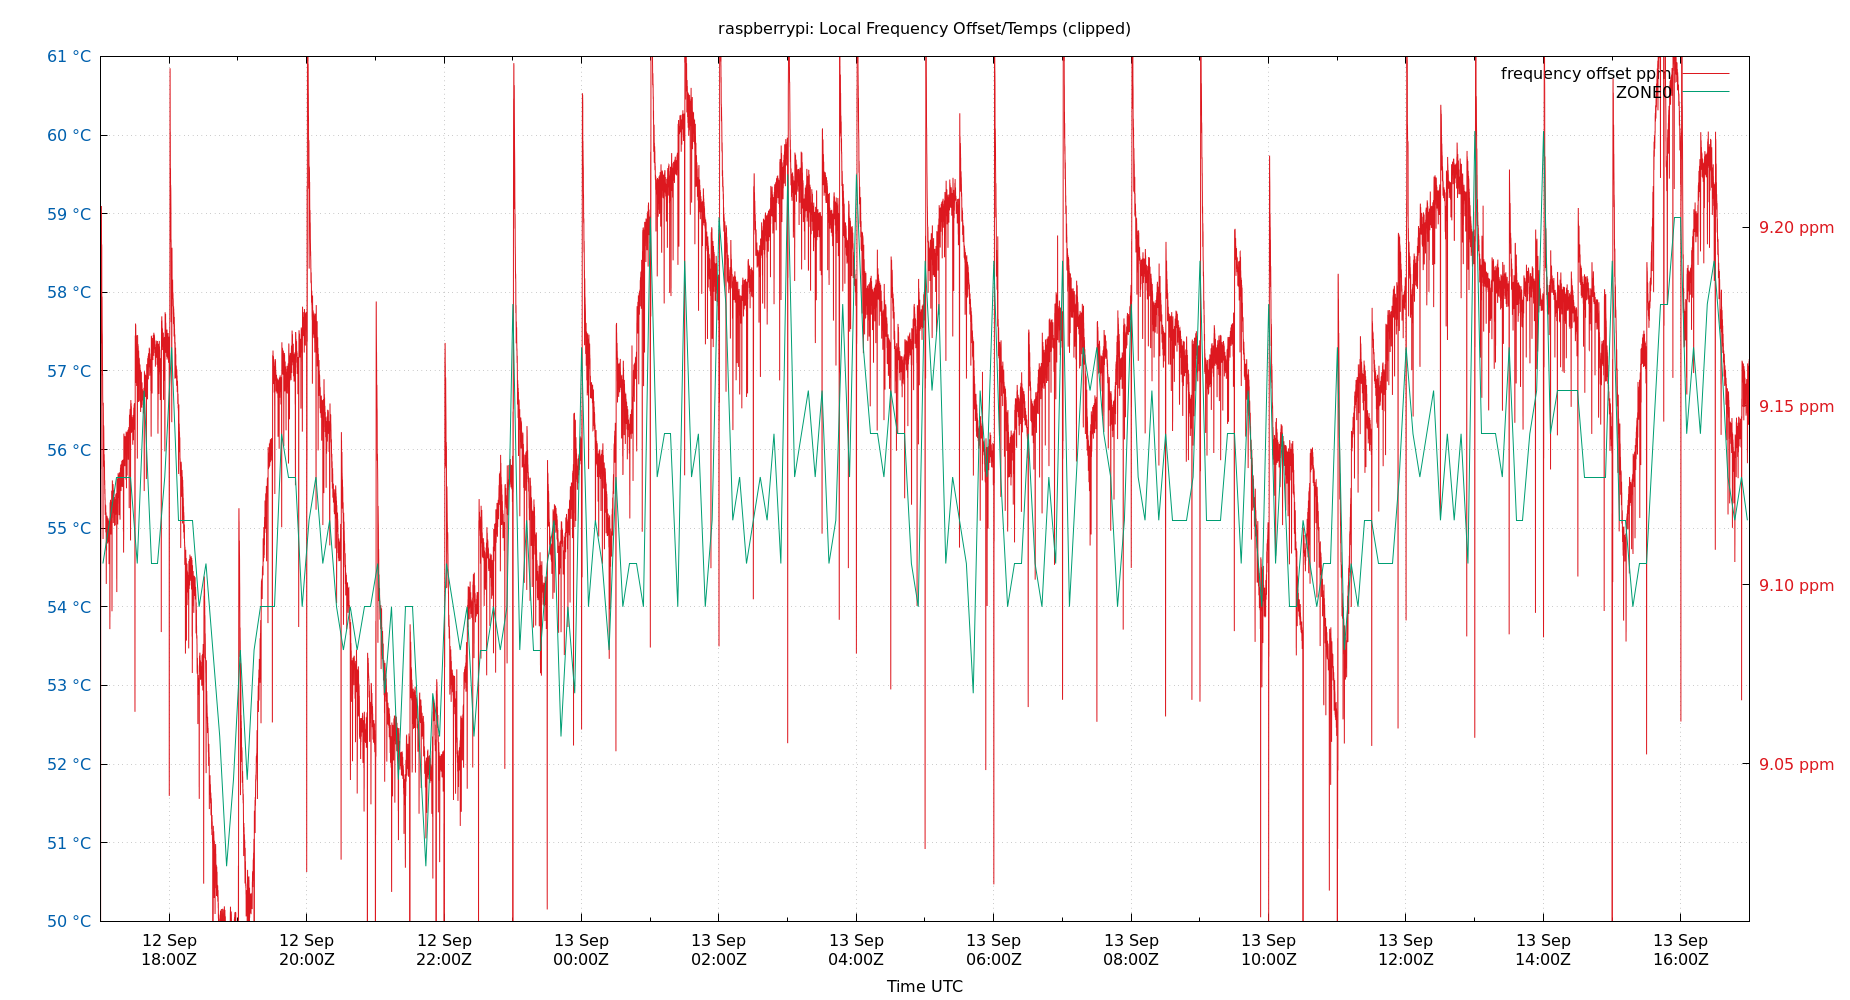 raspberrypi: Local Frequency Offset/Temps (clipped)
61 °C
60 °C
59 °C
58 °C
57 °C
56 °C
55 °C
54 °C
53 °C
52 °C
51 °C
50 °C
frequency offset ppm
ZONE0
9.20 ppm
9.15 ppm
9.10 ppm
9.05 ppm
12 Sep 12 Sep 12 Sep 13 Sep 13 Sep 13 Sep 13 Sep 13 Sep 13 Sep 13 Sep 13 Sep 13 Sep
18:00Z 20:00Z 22:00Z 00:00Z 02:00Z 04:00Z 06:00Z 08:00Z 10:00Z 12:00Z 14:00Z 16:00Z
Time UTC